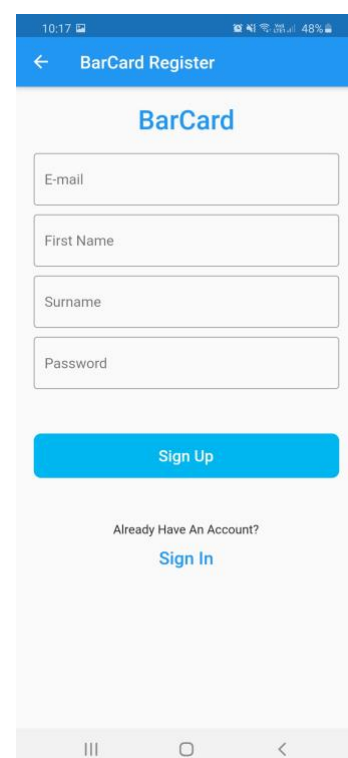 10:17 48%
BarCard Register
BarCard
E-mail
First Name
Surname
Password
Sign Up
Already Have An Account?
Sign In